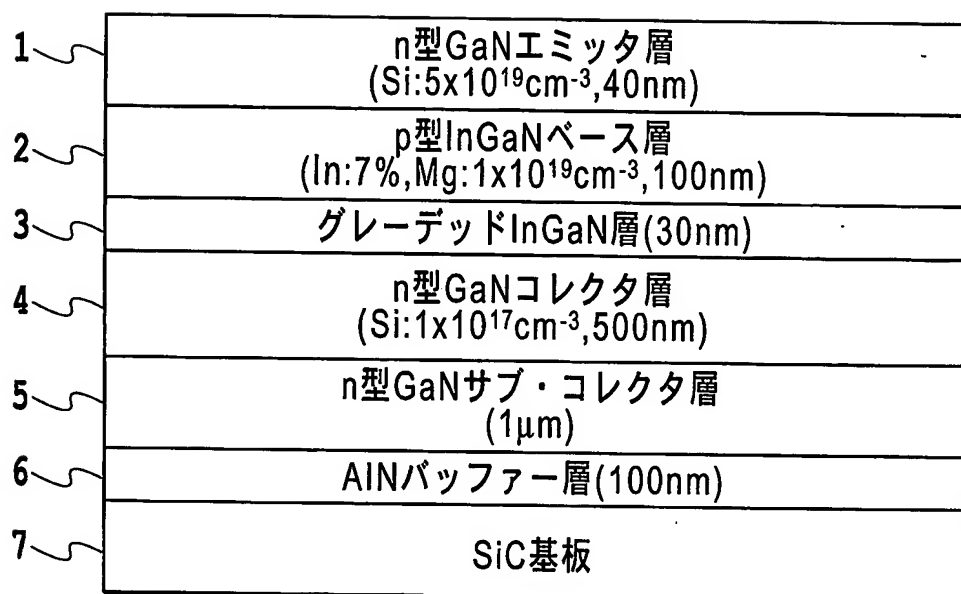 1
n型GaNエミッタ層
(Si:5x10¹⁹cm⁻³,40nm)
2
p型InGaNベース層
(In:7%,Mg:1x10¹⁹cm⁻³,100nm)
3
グレーデッドInGaN層(30nm)
4
n型GaNコレクタ層
(Si:1x10¹⁷cm⁻³,500nm)
5
n型GaNサブ・コレクタ層
(1μm)
6
AlNバッファー層(100nm)
7
SiC基板